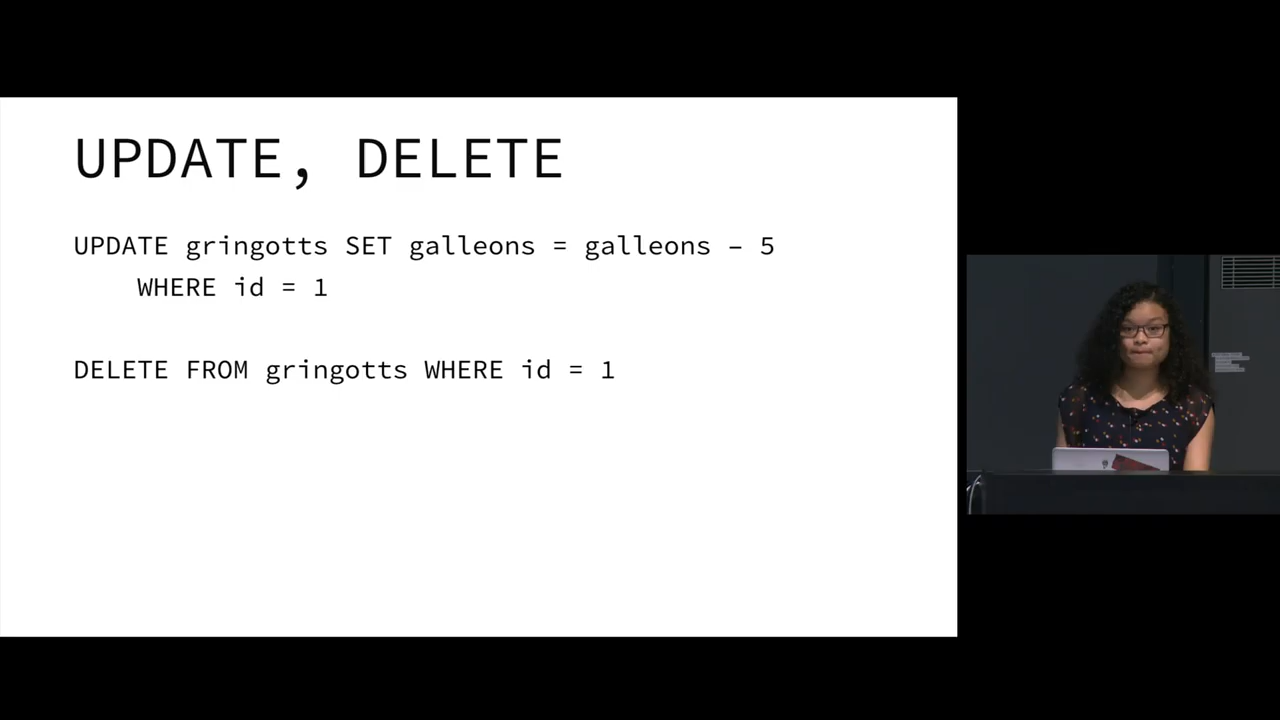 UPDATE, DELETE
UPDATE gringotts SET galleons = galleons – 5
WHERE id = 1
DELETE FROM gringotts WHERE id = 1